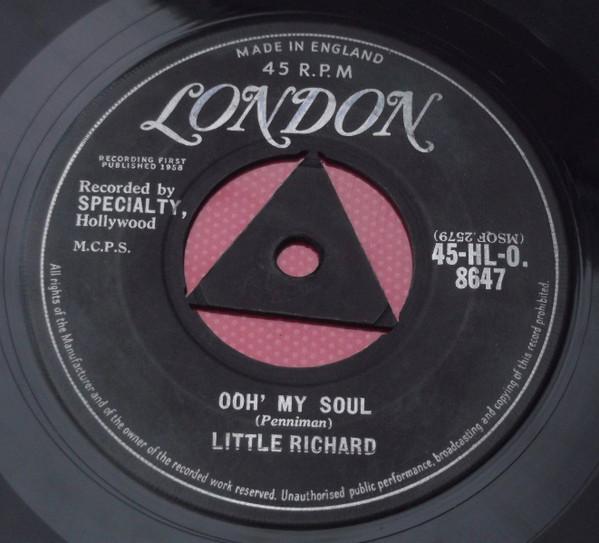 MADE IN ENGLAND
45 R.P.M
LONDON
RECORDING FIRST
PUBLISHED 1958
Recorded by
SPECIALTY,
Hollywood
M.C.P.S.
(MSQF.2579)
45-HL-O.
8647
OOH' MY SOUL
(Penniman)
LITTLE RICHARD
All rights of the Manufacturer and of the owner of the recorded work reserved. Unauthorised public performance, broadcasting and copying of this record prohibited.